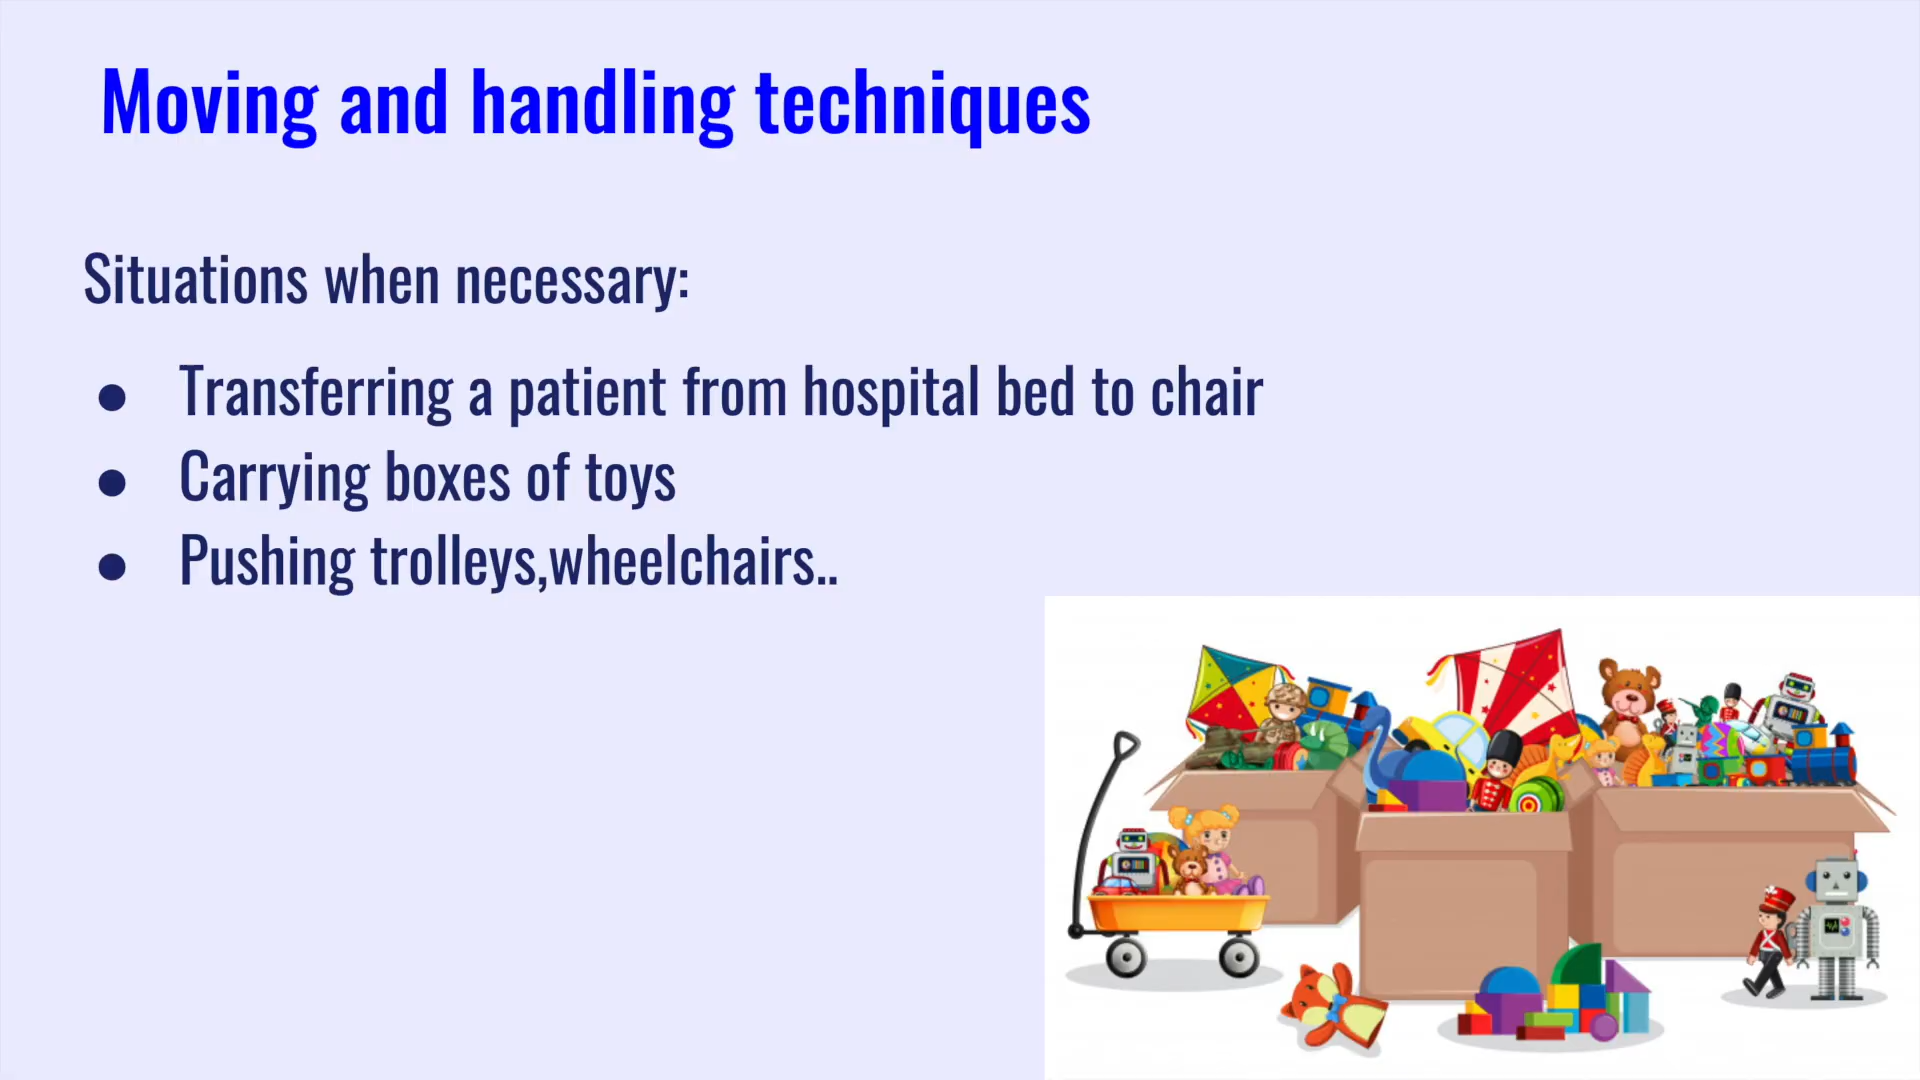 Moving and handling techniques
Situations when necessary:
● Transferring a patient from hospital bed to chair
● Carrying boxes of toys
● Pushing trolleys,wheelchairs..